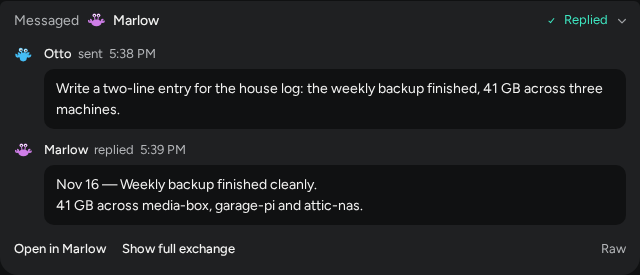 Messaged Marlow Replied
Otto sent 5:38 PM
Write a two-line entry for the house log: the weekly backup finished, 41 GB across three
machines.
Marlow replied 5:39 PM
Nov 16 — Weekly backup finished cleanly.
41 GB across media-box, garage-pi and attic-nas.
Open in Marlow Show full exchange Raw